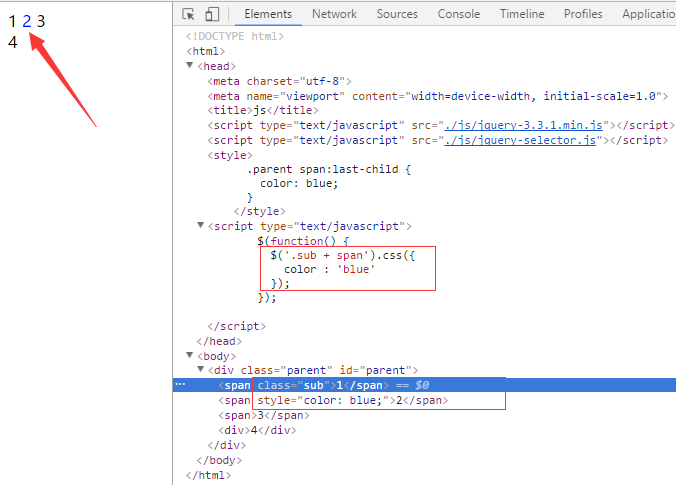 1 2 3
4
Elements Network Sources Console Timeline Profiles Application
<!DOCTYPE html>
<html>
<head>
<meta charset="utf-8">
<meta name="viewport" content="width=device-width, initial-scale=1.0">
<title>js</title>
<script type="text/javascript" src="./js/jquery-3.3.1.min.js"></script>
<script type="text/javascript" src="./js/jquery-selector.js"></script>
<style>
.parent span:last-child {
color: blue;
}
</style>
<script type="text/javascript">
$(function() {
$('.sub + span').css({
color : 'blue'
});
});
</script>
</head>
<body>
<div class="parent" id="parent">
... <span class="sub">1</span> == $0
<span style="color: blue;">2</span>
<span>3</span>
<div>4</div>
</div>
</body>
</html>